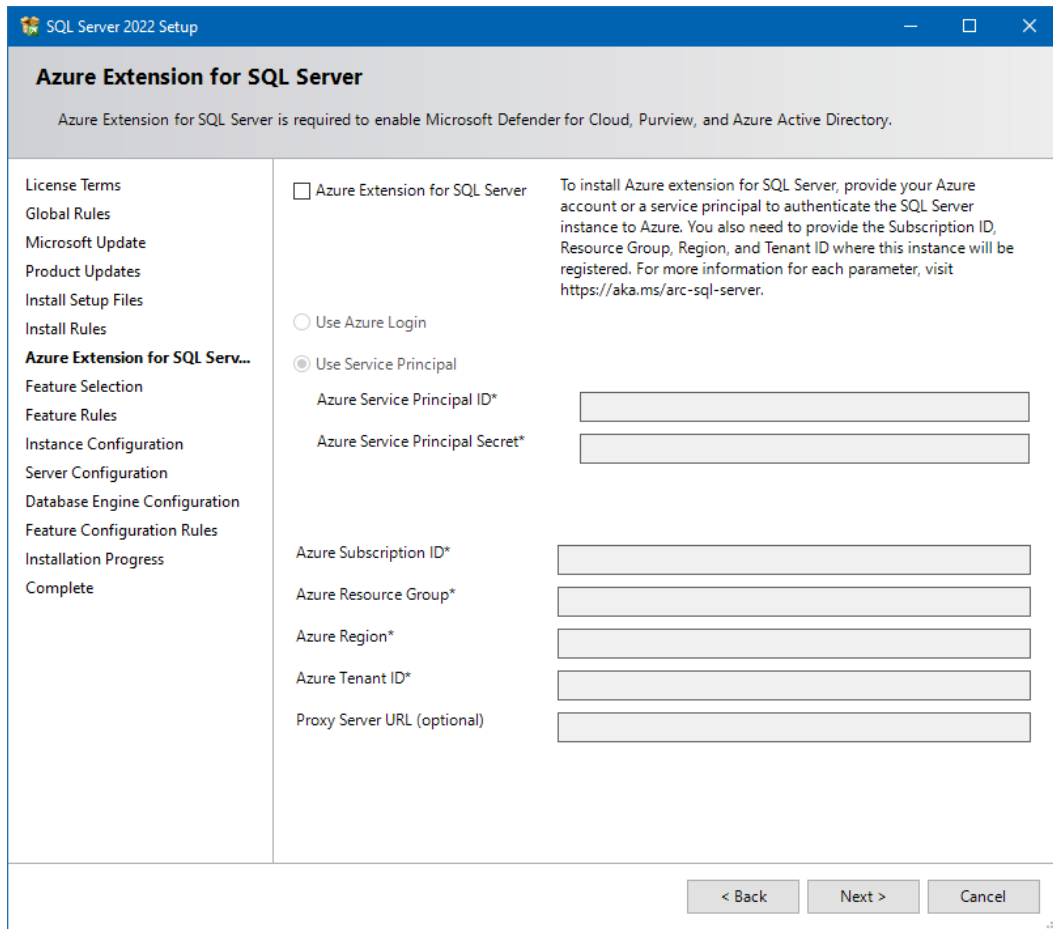 SQL Server 2022 Setup
Azure Extension for SQL Server
Azure Extension for SQL Server is required to enable Microsoft Defender for Cloud, Purview, and Azure Active Directory.
License Terms
Global Rules
Microsoft Update
Product Updates
Install Setup Files
Install Rules
Azure Extension for SQL Serv...
Feature Selection
Feature Rules
Instance Configuration
Server Configuration
Database Engine Configuration
Feature Configuration Rules
Installation Progress
Complete
Azure Extension for SQL Server
To install Azure extension for SQL Server, provide your Azure
account or a service principal to authenticate the SQL Server
instance to Azure. You also need to provide the Subscription ID,
Resource Group, Region, and Tenant ID where this instance will be
registered. For more information for each parameter, visit
https://aka.ms/arc-sql-server.
Use Azure Login
Use Service Principal
Azure Service Principal ID*
Azure Service Principal Secret*
Azure Subscription ID*
Azure Resource Group*
Azure Region*
Azure Tenant ID*
Proxy Server URL (optional)
< Back
Next >
Cancel